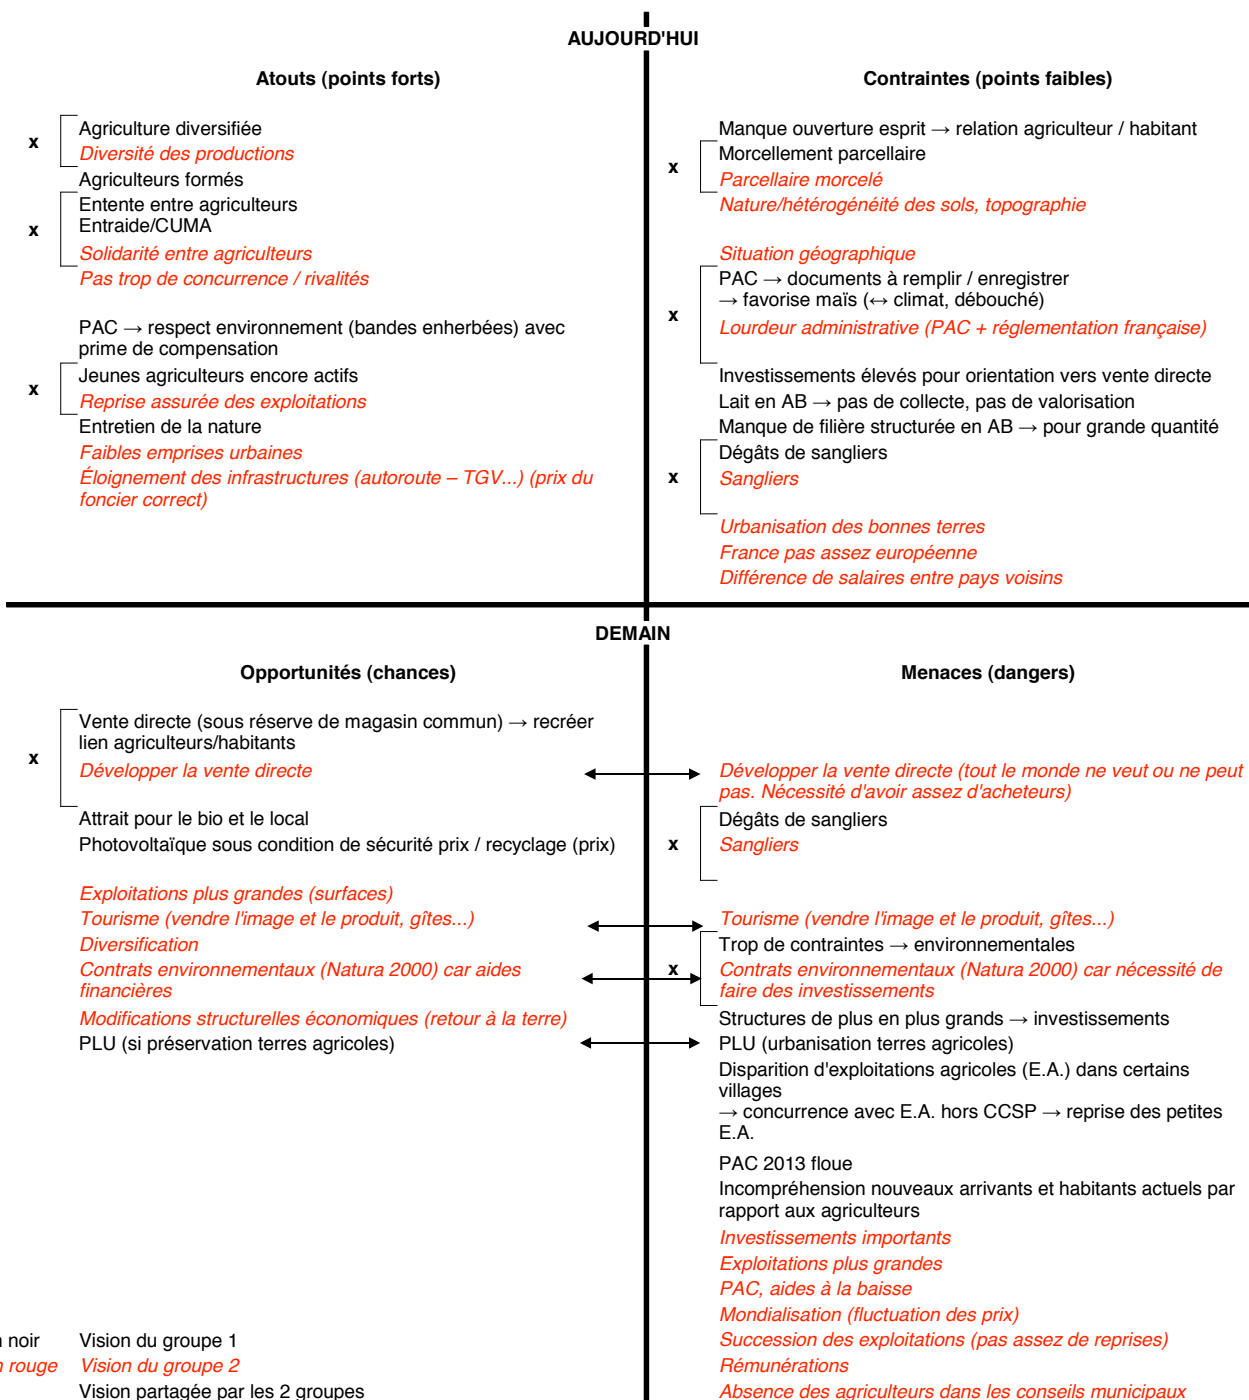 AUJOURD'HUI
Atouts (points forts)
x
Agriculture diversifiée
Diversité des productions
Agriculteurs formés
x
Entente entre agriculteurs
Entraide/CUMA
Solidarité entre agriculteurs
Pas trop de concurrence / rivalités
PAC → respect environnement (bandes enherbées) avec
prime de compensation
x
Jeunes agriculteurs encore actifs
Reprise assurée des exploitations
Entretien de la nature
Faibles emprises urbaines
Éloignement des infrastructures (autoroute – TGV...) (prix du
foncier correct)
Contraintes (points faibles)
Manque ouverture esprit → relation agriculteur / habitant
x
Morcellement parcellaire
Parcellaire morcelé
Nature/hétérogénéité des sols, topographie
Situation géographique
x
PAC → documents à remplir / enregistrer
→ favorise maïs (↔ climat, débouché)
Lourdeur administrative (PAC + réglementation française)
Investissements élevés pour orientation vers vente directe
Lait en AB → pas de collecte, pas de valorisation
Manque de filière structurée en AB → pour grande quantité
x
Dégâts de sangliers
Sangliers
Urbanisation des bonnes terres
France pas assez européenne
Différence de salaires entre pays voisins
DEMAIN
Opportunités (chances)
x
Vente directe (sous réserve de magasin commun) → recréer
lien agriculteurs/habitants
Développer la vente directe
Attrait pour le bio et le local
Photovoltaïque sous condition de sécurité prix / recyclage (prix)
Exploitations plus grandes (surfaces)
Tourisme (vendre l'image et le produit, gîtes...)
Diversification
Contrats environnementaux (Natura 2000) car aides
financières
Modifications structurelles économiques (retour à la terre)
PLU (si préservation terres agricoles)
Menaces (dangers)
Développer la vente directe (tout le monde ne veut ou ne peut
pas. Nécessité d'avoir assez d'acheteurs)
x
Dégâts de sangliers
Sangliers
Tourisme (vendre l'image et le produit, gîtes...)
x
Trop de contraintes → environnementales
Contrats environnementaux (Natura 2000) car nécessité de
faire des investissements
Structures de plus en plus grands → investissements
PLU (urbanisation terres agricoles)
Disparition d'exploitations agricoles (E.A.) dans certains
villages
→ concurrence avec E.A. hors CCSP → reprise des petites
E.A.
PAC 2013 floue
Incompréhension nouveaux arrivants et habitants actuels par
rapport aux agriculteurs
Investissements importants
Exploitations plus grandes
PAC, aides à la baisse
Mondialisation (fluctuation des prix)
Succession des exploitations (pas assez de reprises)
Rémunérations
Absence des agriculteurs dans les conseils municipaux
noir Vision du groupe 1
rouge Vision du groupe 2
Vision partagée par les 2 groupes